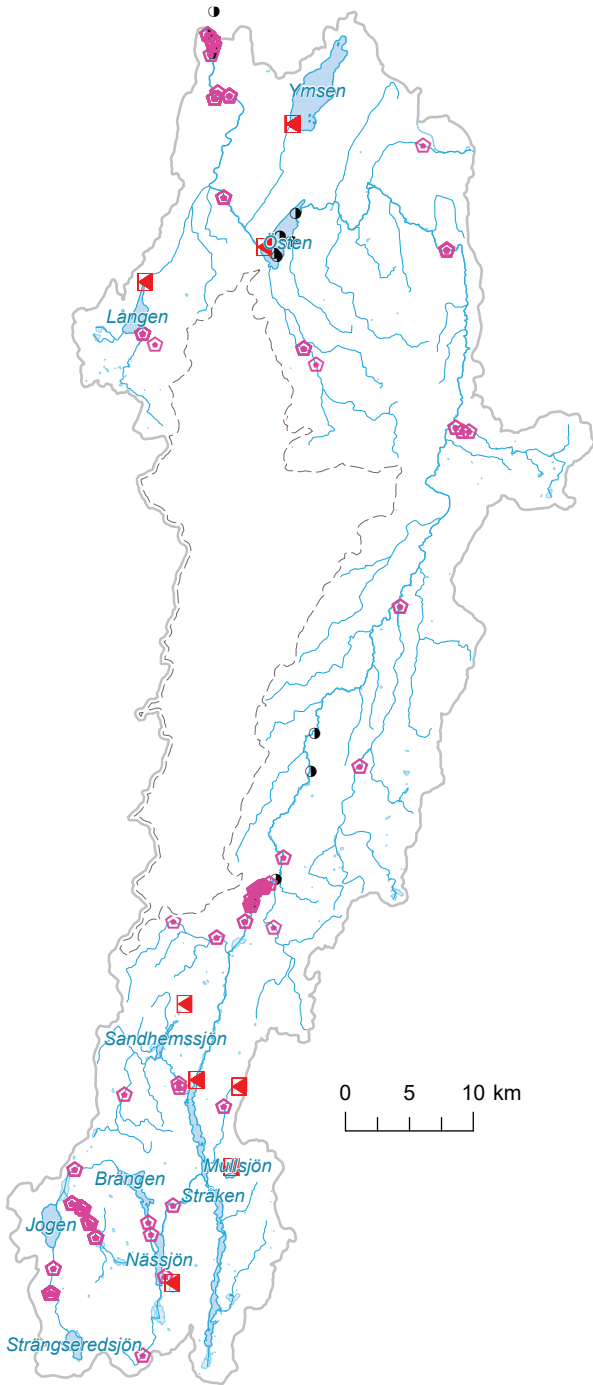 Ymsen
Östen
Lången
0 5 10 km
Sandhemssjön
Mullsjön
Brängen
Stråken
Jogen
Nässjön
Strängseredsjön